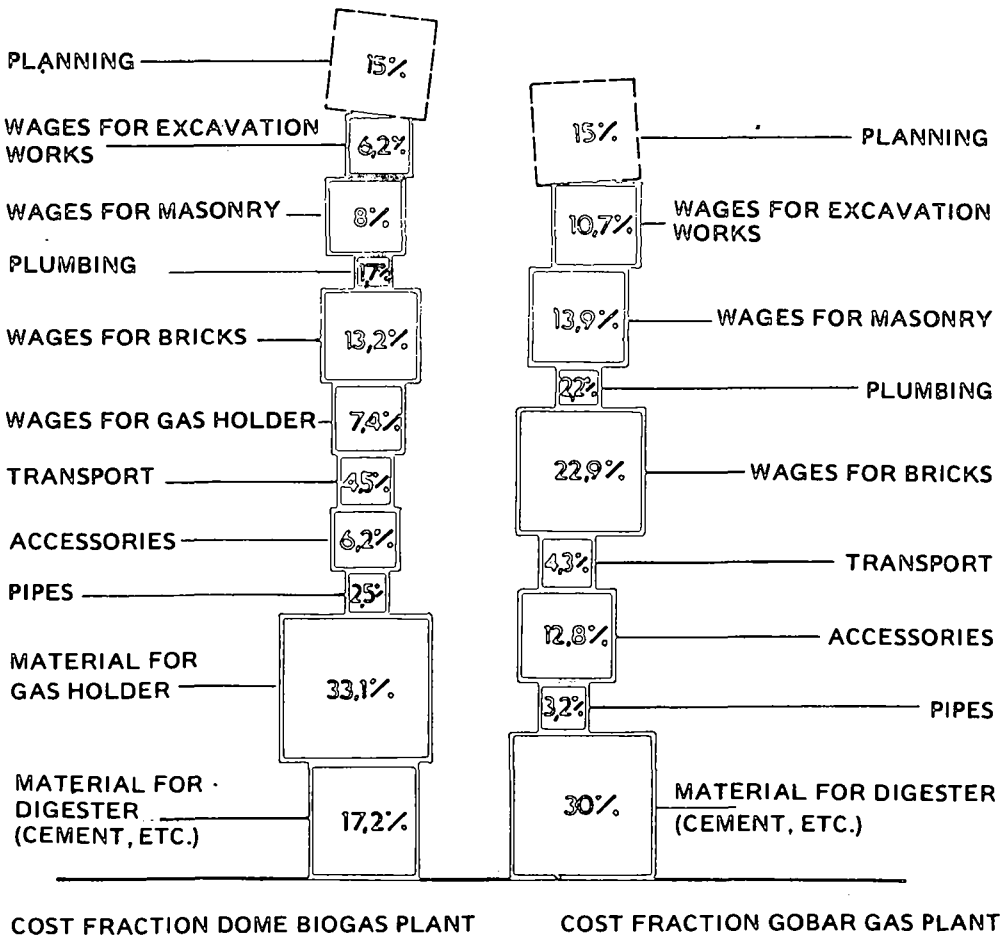 PLANNING
15%
WAGES FOR EXCAVATION
WORKS
6,2%
WAGES FOR MASONRY
8%
PLUMBING
1,7%
WAGES FOR BRICKS
13,2%
WAGES FOR GAS HOLDER
7,4%
TRANSPORT
4,5%
ACCESSORIES
6,2%
PIPES
2,5%
MATERIAL FOR
GAS HOLDER
33,1%
MATERIAL FOR
DIGESTER
(CEMENT, ETC.)
17,2%
COST FRACTION DOME BIOGAS PLANT
15%
PLANNING
10,7%
WAGES FOR EXCAVATION
WORKS
13,9%
WAGES FOR MASONRY
2,2%
PLUMBING
22,9%
WAGES FOR BRICKS
4,3%
TRANSPORT
12,8%
ACCESSORIES
3,2%
PIPES
30%
MATERIAL FOR DIGESTER
(CEMENT, ETC.)
COST FRACTION GOBAR GAS PLANT